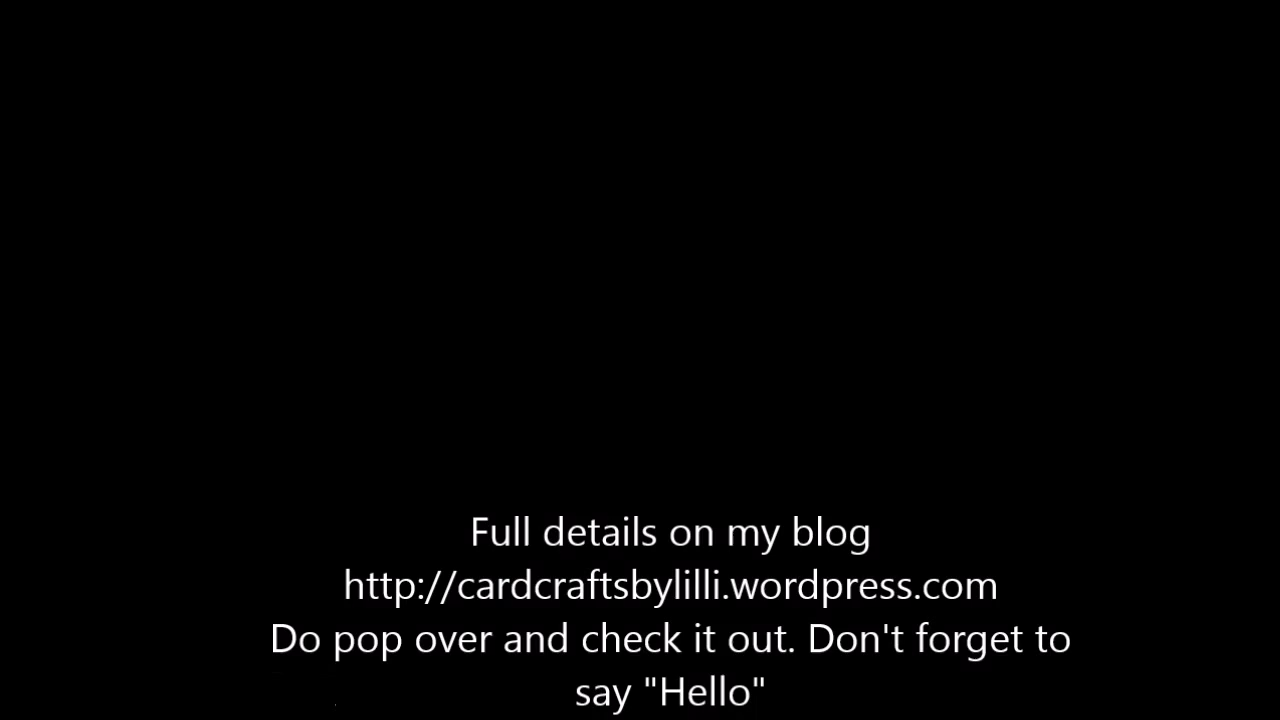 Full details on my blog
http://cardcraftsbylilli.wordpress.com
Do pop over and check it out. Don't forget to
say "Hello"